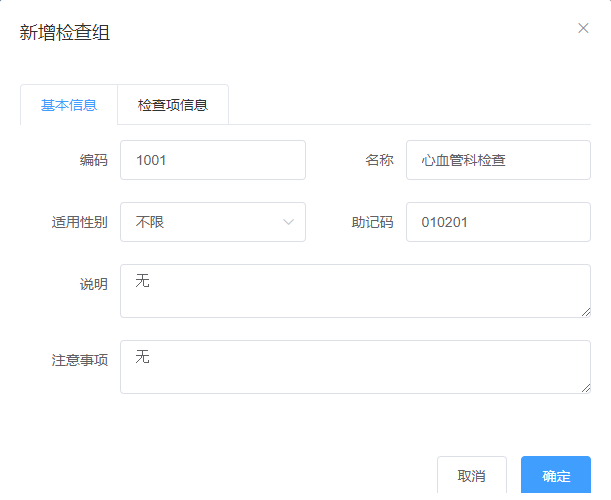 新增检查组
基本信息 检查项信息
编码 1001 名称 心血管科检查
适用性别 不限 助记码 010201
说明 无
注意事项 无
取消 确定